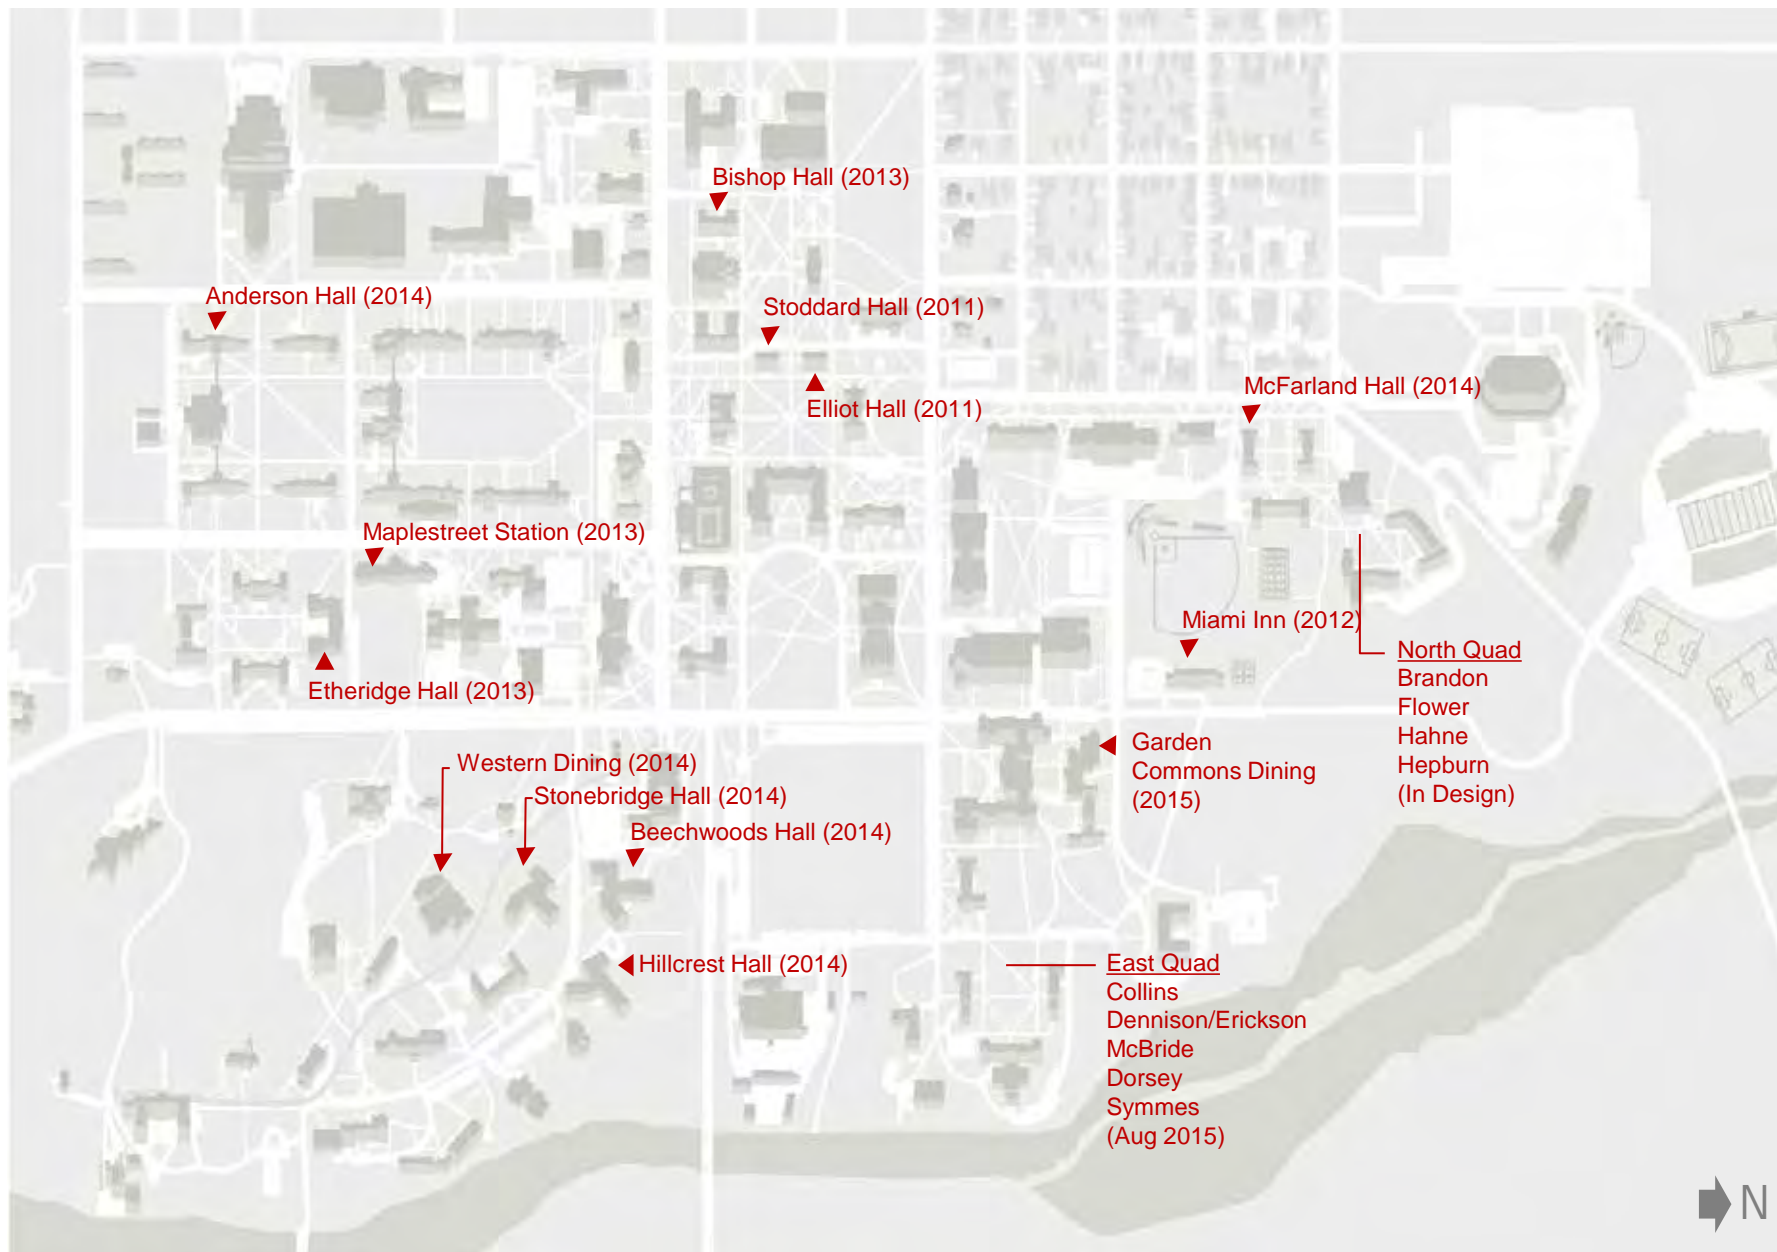 Bishop Hall (2013)
Anderson Hall (2014)
Stoddard Hall (2011)
McFarland Hall (2014)
Elliot Hall (2011)
Maplestreet Station (2013)
Miami Inn (2012)
North Quad
Brandon
Flower
Hahne
Hepburn
(In Design)
Etheridge Hall (2013)
Garden
Commons Dining
(2015)
Western Dining (2014)
Stonebridge Hall (2014)
Beechwoods Hall (2014)
Hillcrest Hall (2014)
East Quad
Collins
Dennison/Erickson
McBride
Dorsey
Symmes
(Aug 2015)
N